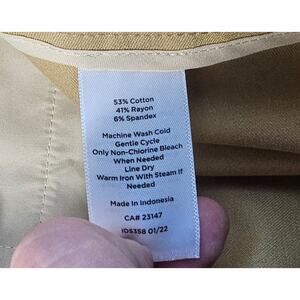 53% Cotton
41% Rayon
6% Spandex
Machine Wash Cold
Gentle Cycle
Only Non-Chlorine Bleach
When Needed
Line Dry
Warm Iron With Steam If
Needed
Made In Indonesia
CA# 23147
IDS358 01/22